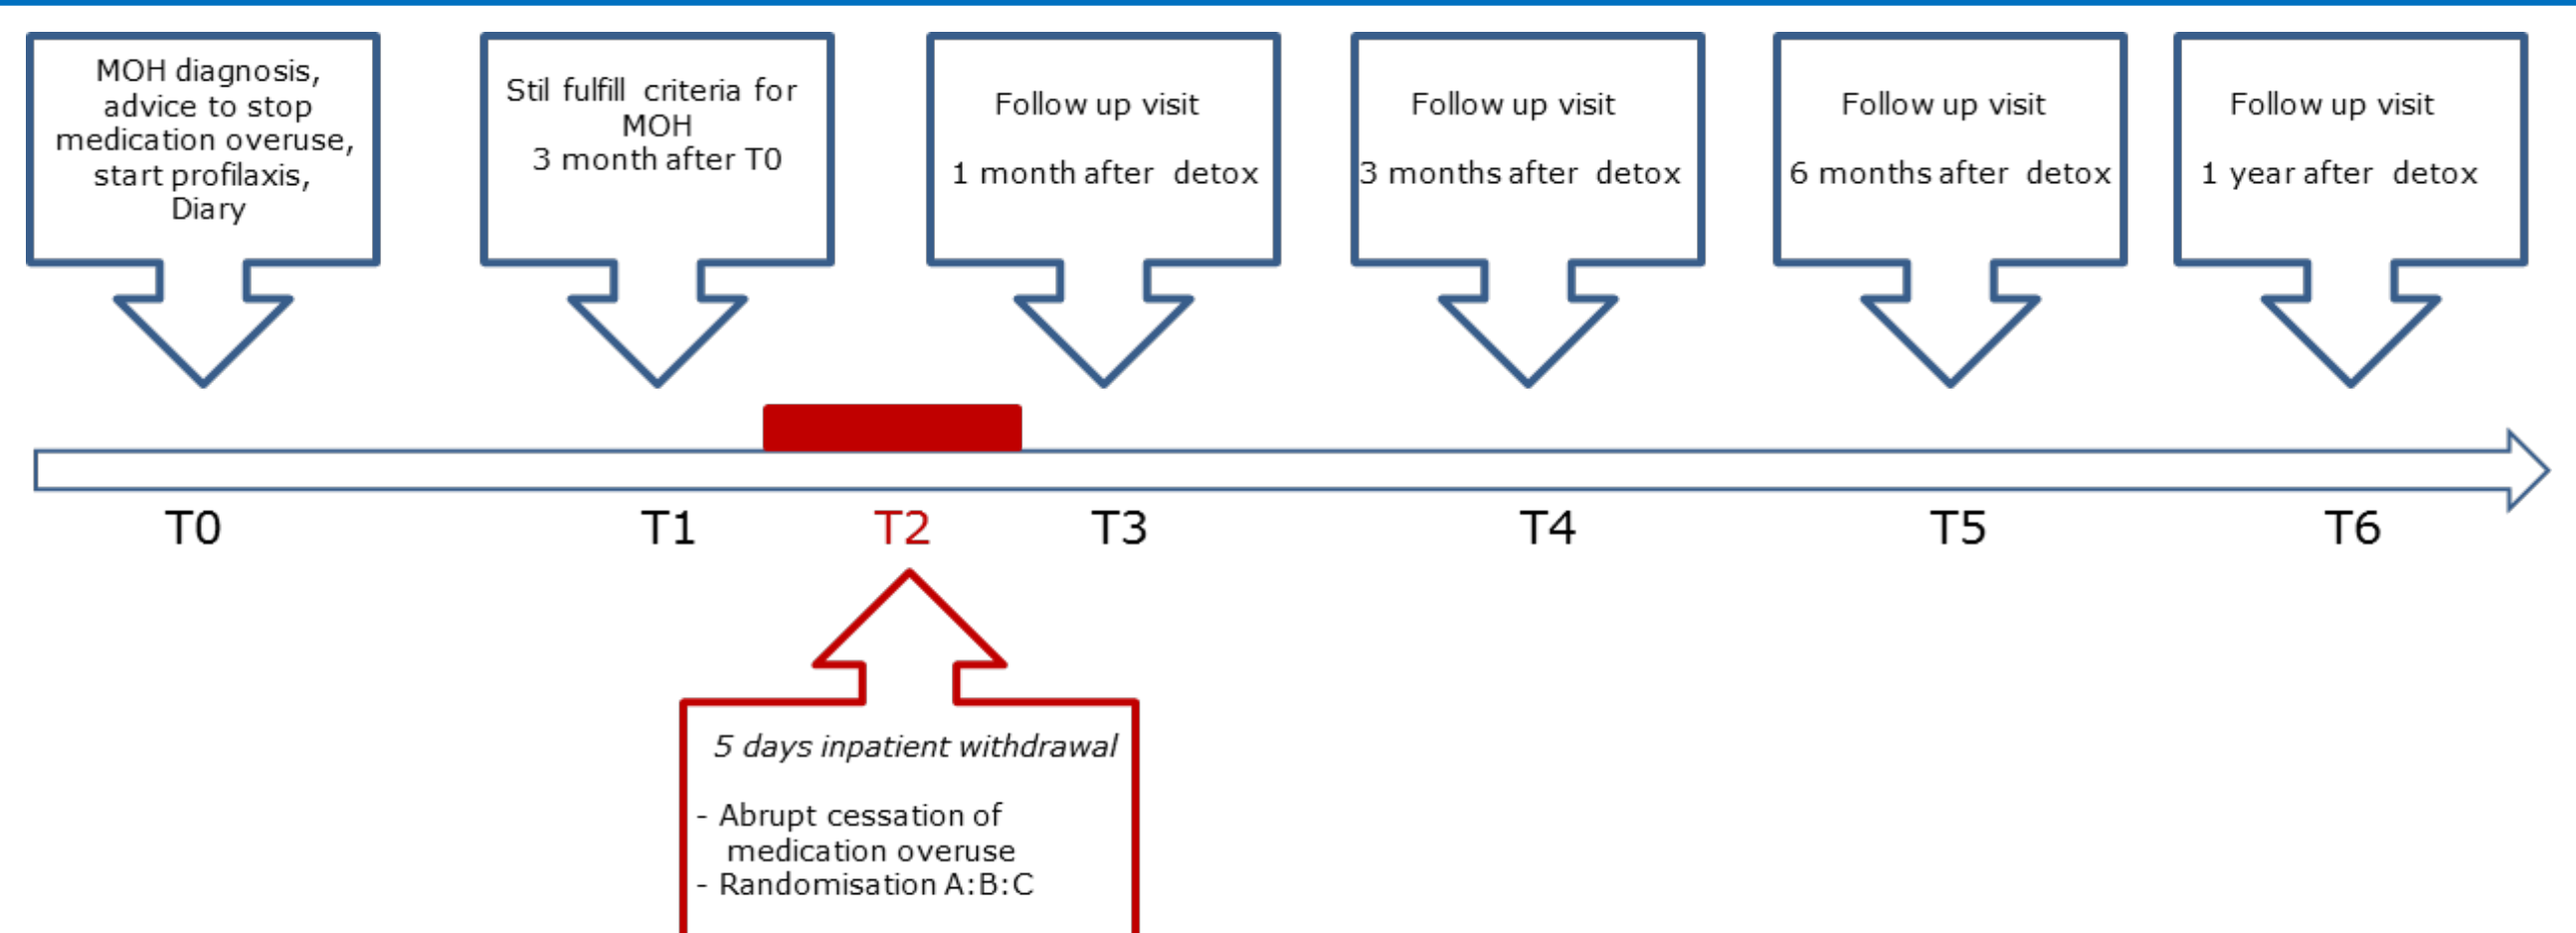 MOH diagnosis,
advice to stop
medication overuse,
start profilaxis,
Diary
Stil fulfill criteria for
MOH
3 month after T0
Follow up visit
1 month after detox
Follow up visit
3 months after detox
Follow up visit
6 months after detox
Follow up visit
1 year after detox
T0
T1
T2
T3
T4
T5
T6
5 days inpatient withdrawal
- Abrupt cessation of
medication overuse
- Randomisation A:B:C